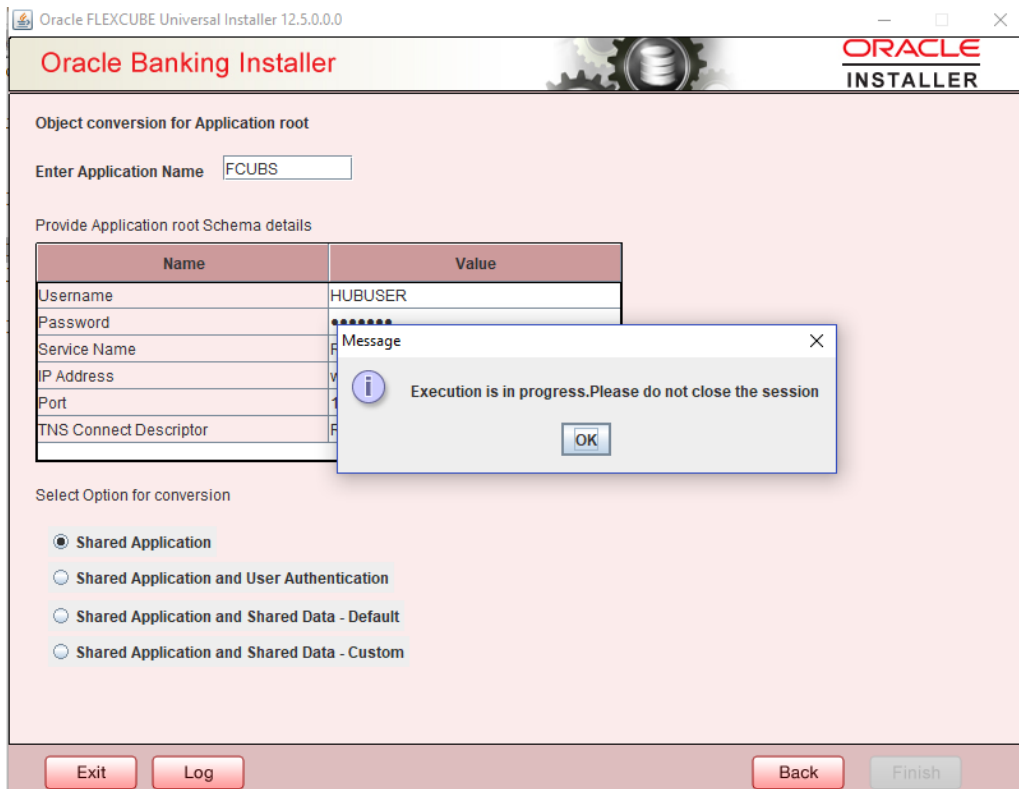 Oracle FLEXCUBE Universal Installer 12.5.0.0.0
Oracle Banking Installer
ORACLE
INSTALLER
Object conversion for Application root
Enter Application Name FCUBS
Provide Application root Schema details
Name Value
Username HUBUSER
Password •••••••
Service Name
IP Address
Port
TNS Connect Descriptor
Message
Execution is in progress.Please do not close the session
OK
Select Option for conversion
Shared Application
Shared Application and User Authentication
Shared Application and Shared Data - Default
Shared Application and Shared Data - Custom
Exit Log Back Finish